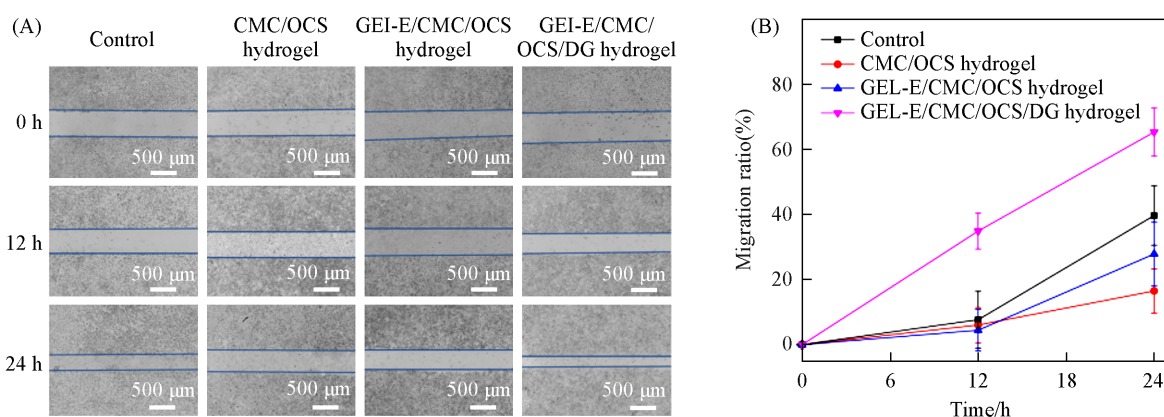 (A)
Control
CMC/OCS
hydrogel
GEI-E/CMC/OCS
hydrogel
GEI-E/CMC/
OCS/DG hydrogel
0 h
500 μm
500 μm
500 μm
500 μm
12 h
500 μm
500 μm
500 μm
500 μm
24 h
500 μm
500 μm
500 μm
500 μm
(B)
Control
CMC/OCS hydrogel
GEL-E/CMC/OCS hydrogel
GEL-E/CMC/OCS/DG hydrogel
Migration ratio(%)
80
60
40
20
0
0
6
12
18
24
Time/h